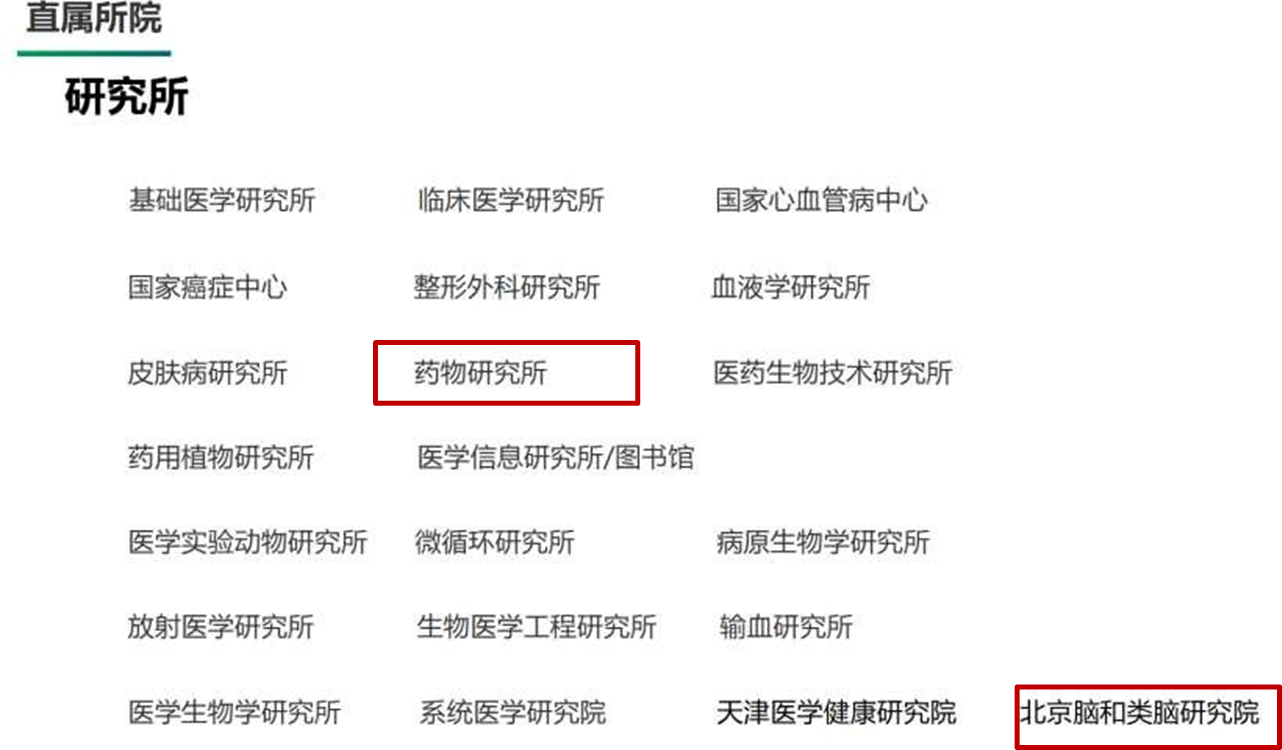 直属所院
研究所
基础医学研究所 临床医学研究所 国家心血管病中心
国家癌症中心 整形外科研究所 血液学研究所
皮肤病研究所 药物研究所 医药生物技术研究所
药用植物研究所 医学信息研究所/图书馆
医学实验动物研究所 微循环研究所 病原生物学研究所
放射医学研究所 生物医学工程研究所 输血研究所
医学生物学研究所 系统医学研究院 天津医学健康研究院 北京脑和类脑研究院